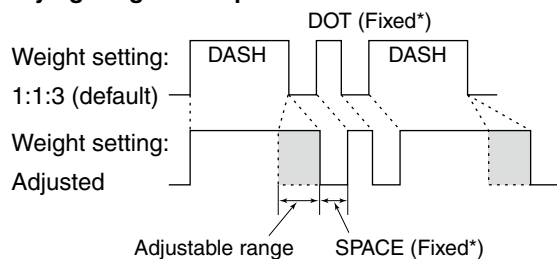 DOT (Fixed*)
Weight setting: DASH DASH
1:1:3 (default)
Weight setting:
Adjusted
Adjustable range SPACE (Fixed*)